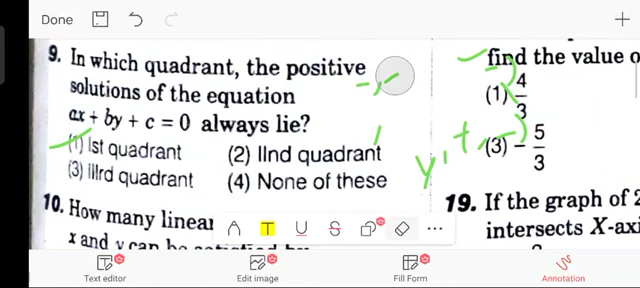 Done
9. In which quadrant, the positive
solutions of the equation
ax + by + c = 0 always lie?
(1) Ist quadrant (2) IInd quadrant
(3) IIIrd quadrant (4) None of these
10. How many linear
x and y can be satisfied by
find the value o
(1) 4/3
(3) - 5/3
19. If the graph of 2
intersects X-axi
T U S
Text editor Edit image Fill Form Annotation